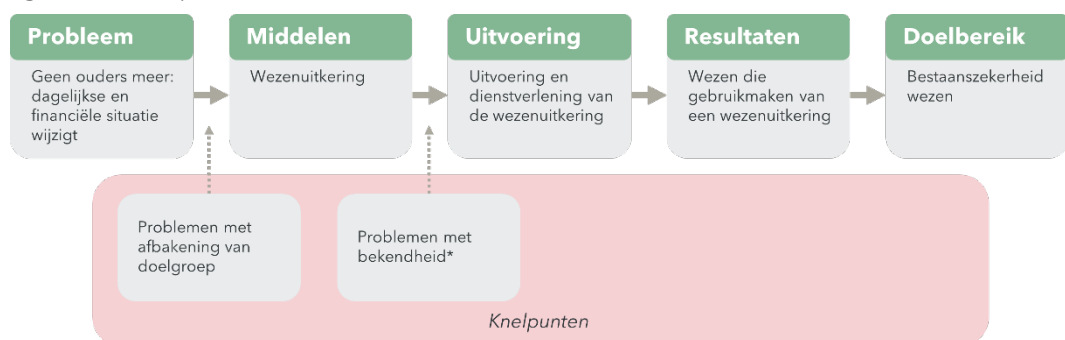 Probleem
Geen ouders meer:
dagelijkse en
financiële situatie
wijzigt
Middelen
Wezenuitkering
Uitvoering
Uitvoering en
dienstverlening van
de wezenuitkering
Resultaten
Wezen die
gebruikmaken van
een wezenuitkering
Doelbereik
Bestaanszekerheid
wezen
Problemen met
afbakening van
doelgroep
Problemen met
bekendheid*
Knelpunten